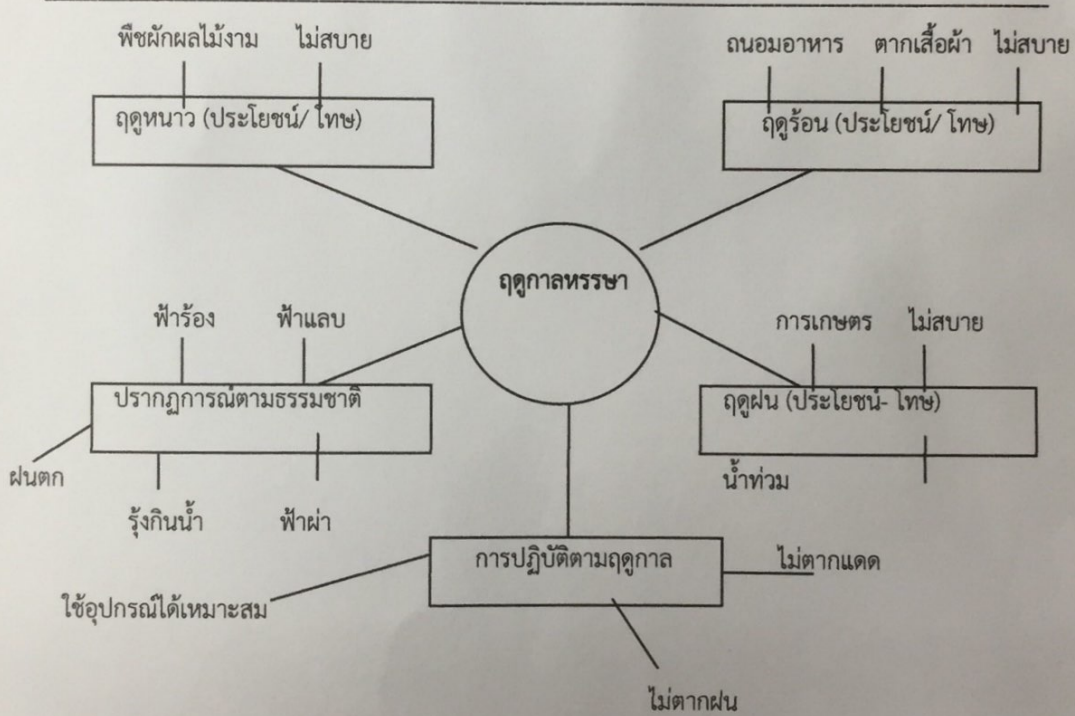 พืชผักผลไม้งาม ไม่สบาย
ถนอมอาหาร ตากเสื้อผ้า ไม่สบาย
ฤดูหนาว (ประโยชน์/ โทษ)
ฤดูร้อน (ประโยชน์/ โทษ)
ฤดูกาลหรรษา
ฟ้าร้อง ฟ้าแลบ
การเกษตร ไม่สบาย
ปรากฏการณ์ตามธรรมชาติ
ฤดูฝน (ประโยชน์- โทษ)
ฝนตก
น้ำท่วม
รุ้งกินน้ำ ฟ้าผ่า
การปฏิบัติตามฤดูกาล
ไม่ตากแดด
ใช้อุปกรณ์ได้เหมาะสม
ไม่ตากฝน